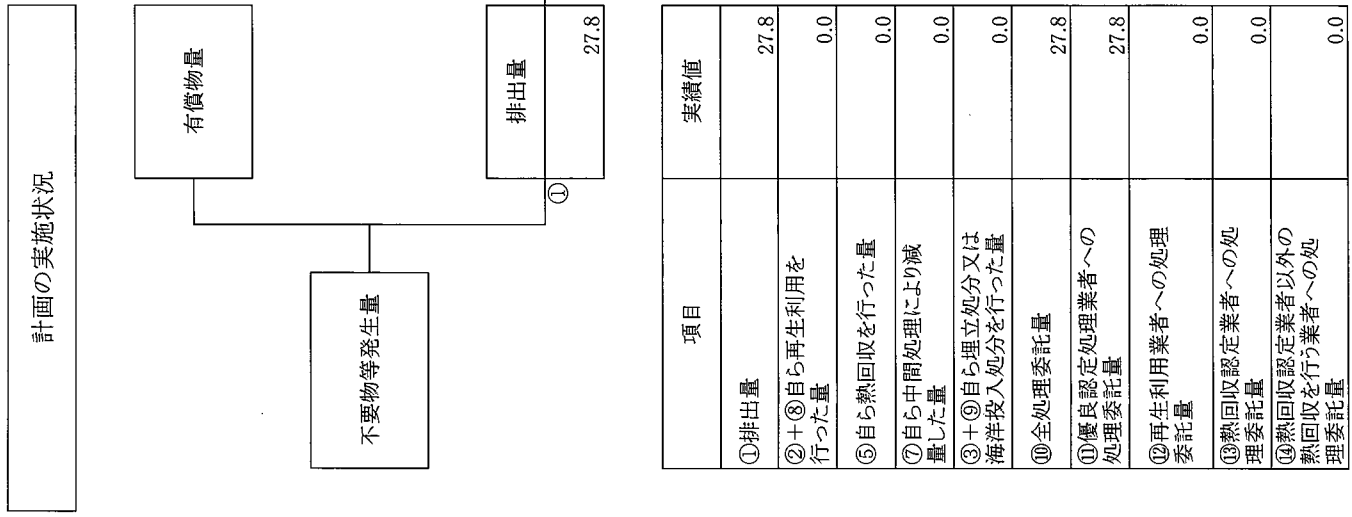 計画の実施状況
有償物量
不要物等発生量
排出量
①
27.8
項目 実績値
①排出量 27.8
②+⑧自ら再生利用を
行った量 0.0
⑤自ら熱回収を行った量 0.0
⑦自ら中間処理により減
量した量 0.0
③+⑨自ら埋立処分又は
海洋投入処分を行った量 0.0
⑩全処理委託量 27.8
⑪優良認定処理業者への
処理委託量 27.8
⑫再生利用業者への処理
委託量 0.0
⑬熱回収認定業者への処
理委託量 0.0
⑭熱回収認定業者以外の
熱回収を行う業者への処
理委託量 0.0